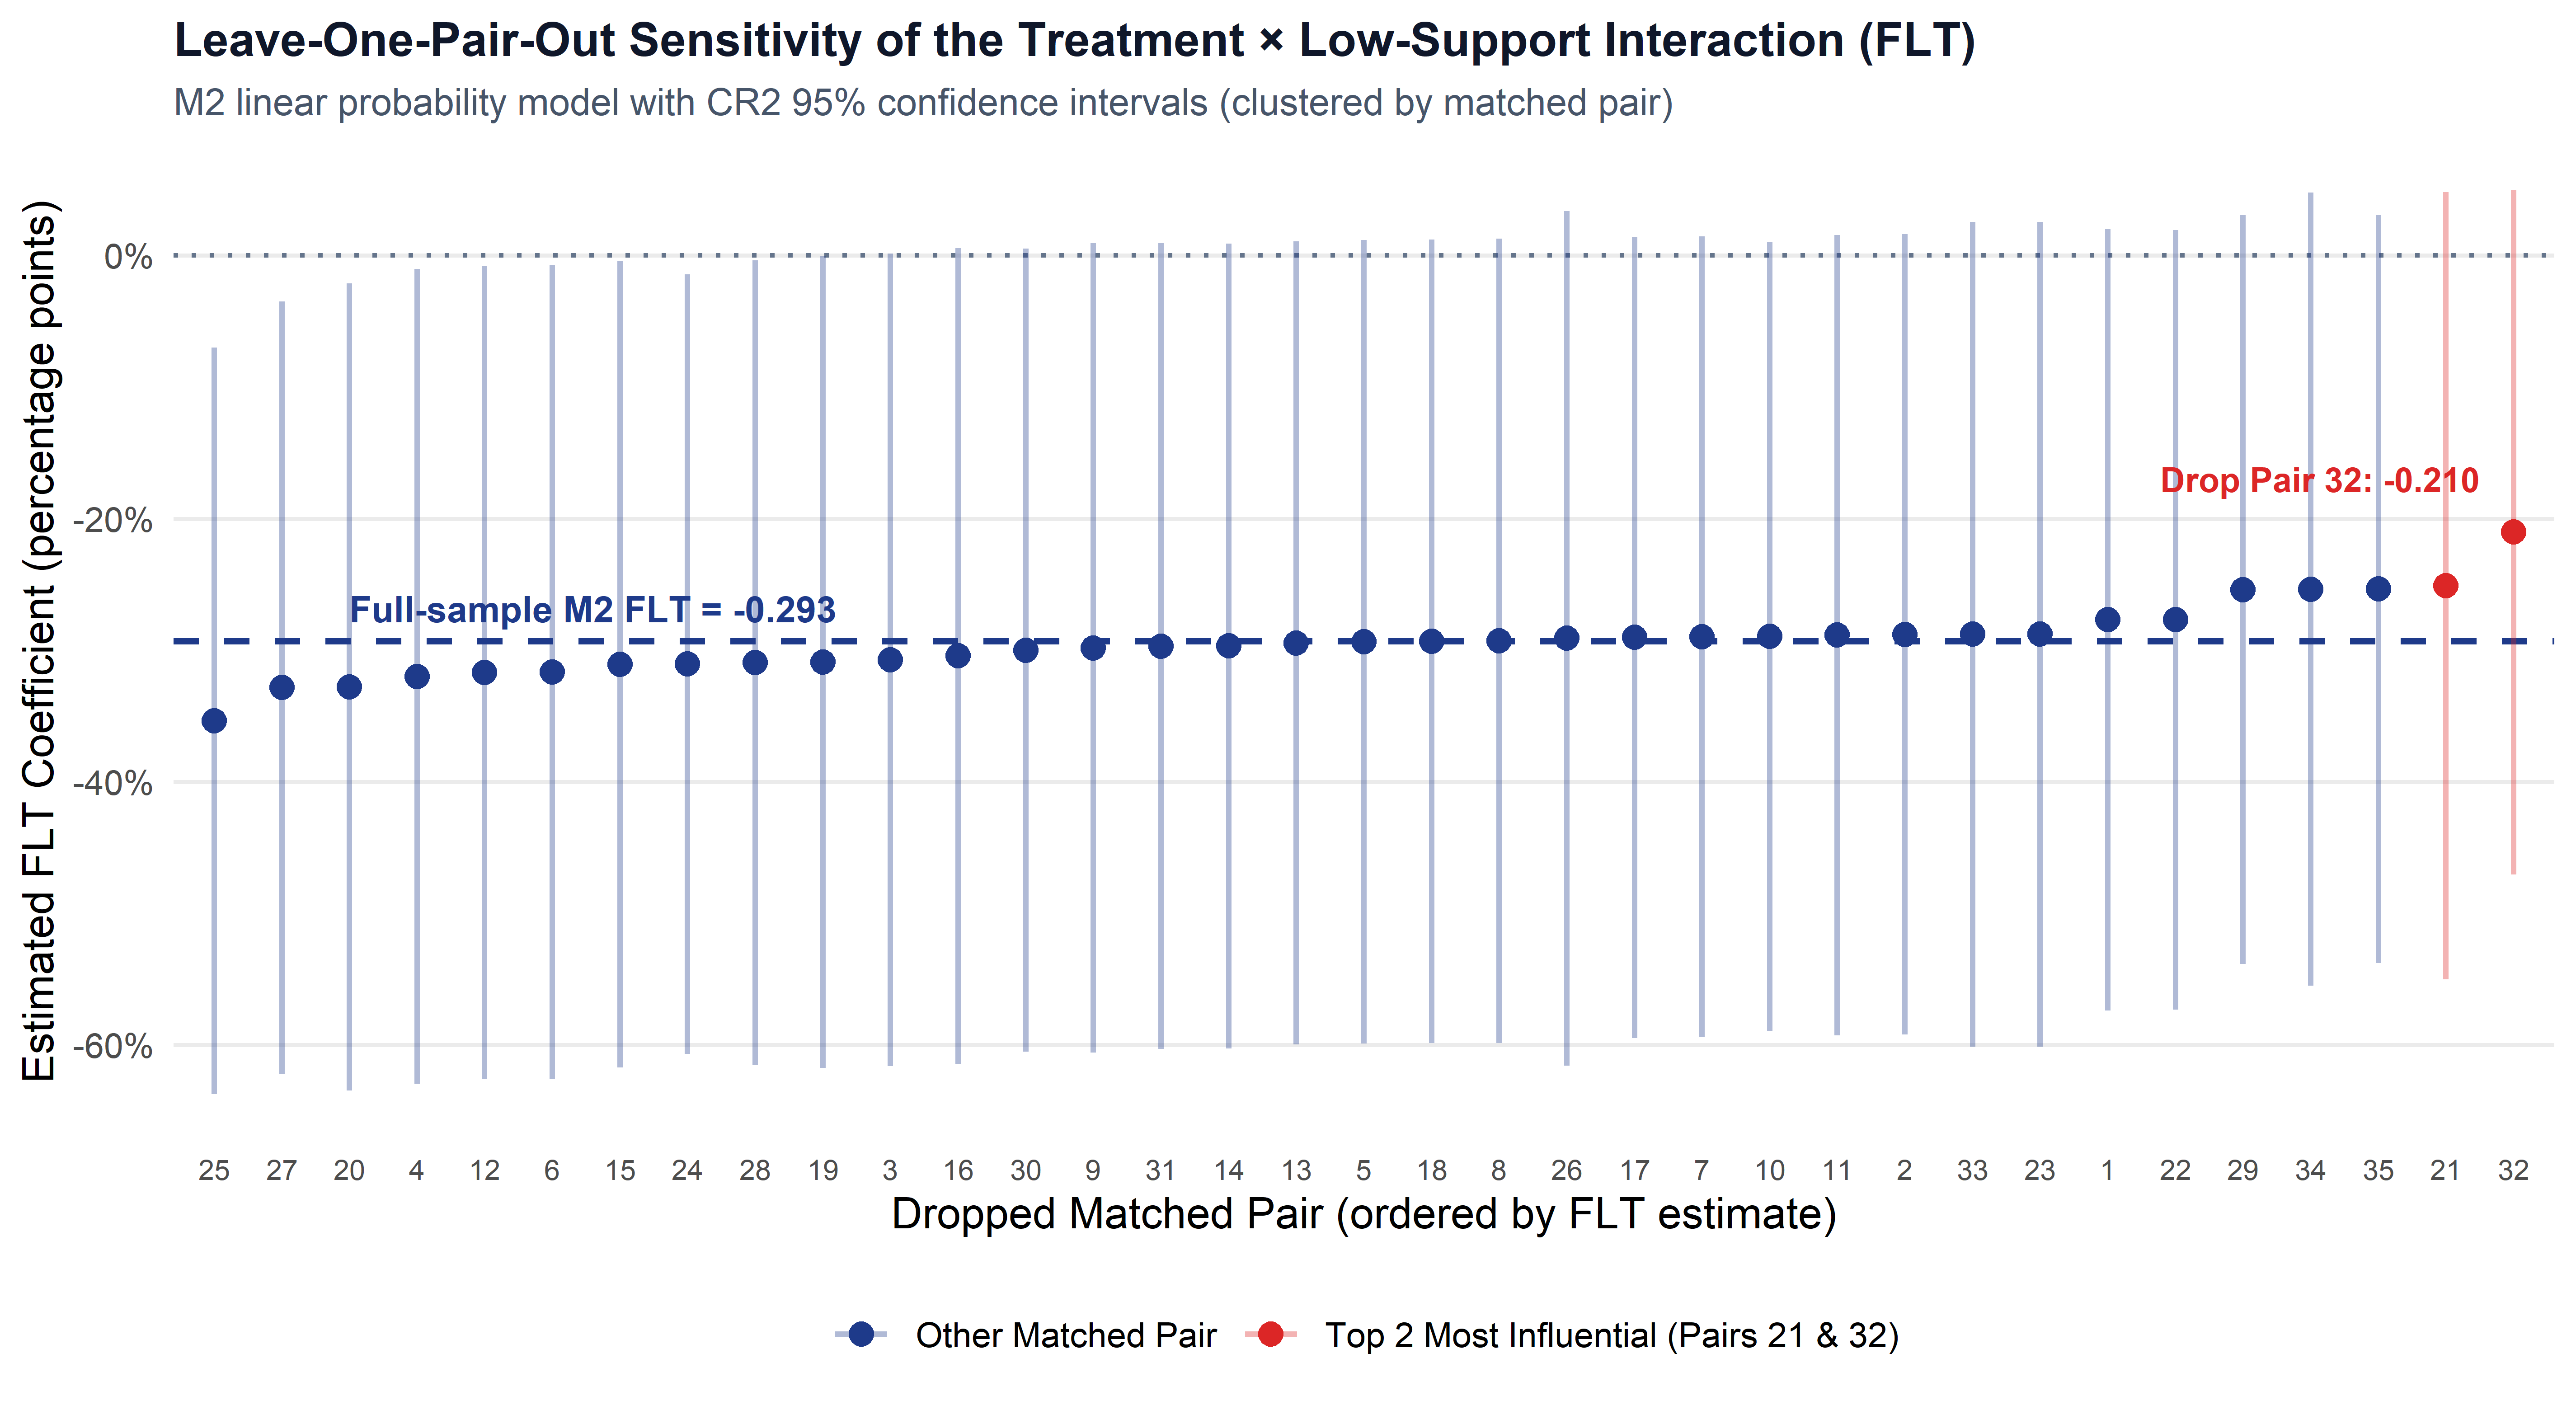 Leave-One-Pair-Out Sensitivity of the Treatment × Low-Support Interaction (FLT)
M2 linear probability model with CR2 95% confidence intervals (clustered by matched pair)
Estimated FLT Coefficient (percentage points)
0%
-20%
-40%
-60%
Drop Pair 32: -0.210
Full-sample M2 FLT = -0.293
25 27 20 4 12 6 15 24 28 19 3 16 30 9 31 14 13 5 18 8 26 17 7 10 11 2 33 23 1 22 29 34 35 21 32
Dropped Matched Pair (ordered by FLT estimate)
Other Matched Pair Top 2 Most Influential (Pairs 21 & 32)